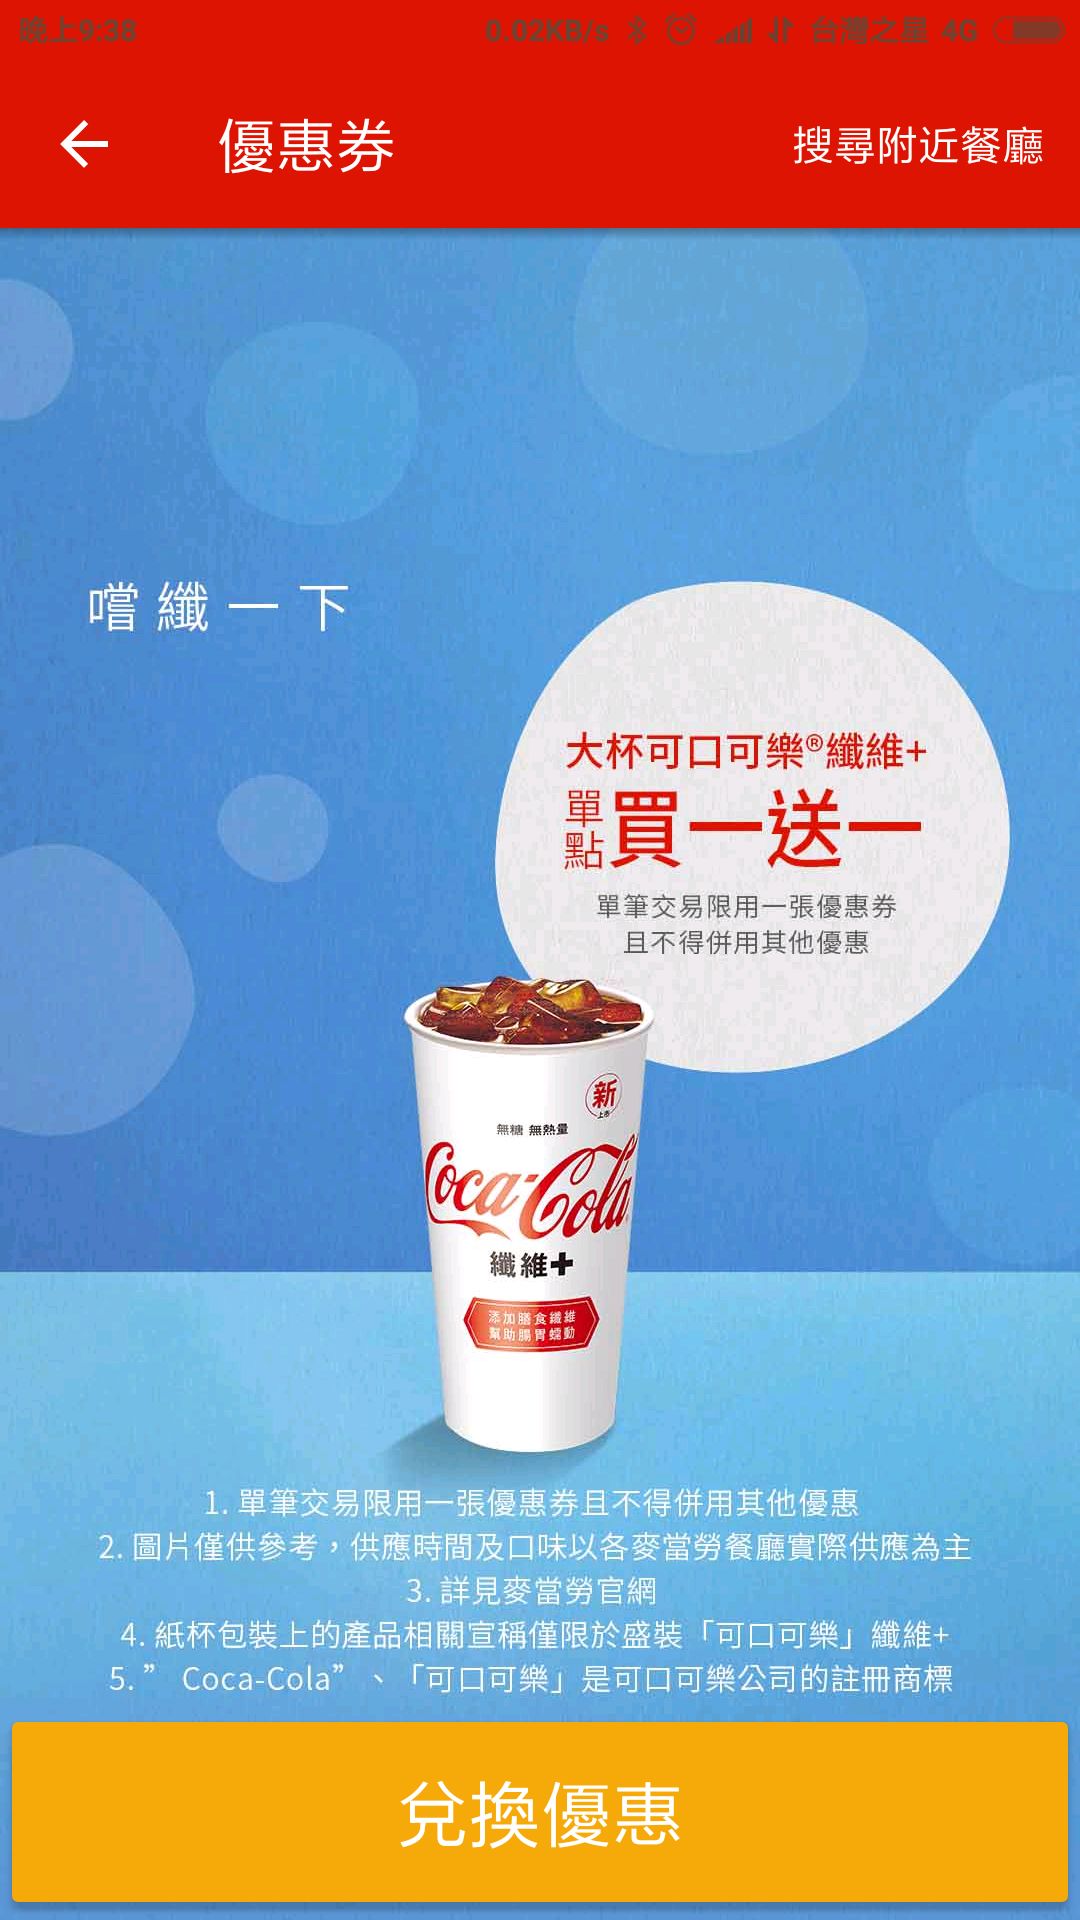 晚上9:38
0.02KB/s 台灣之星 4G
優惠券
搜尋附近餐廳
嚐纖一下
大杯可口可樂®纖維+
單點買一送一
單筆交易限用一張優惠券
且不得併用其他優惠
新
上市
無糖 無熱量
Coca-Cola
纖維+
添加膳食纖維
幫助腸胃蠕動
1. 單筆交易限用一張優惠券且不得併用其他優惠
2. 圖片僅供參考，供應時間及口味以各麥當勞餐廳實際供應為主
3. 詳見麥當勞官網
4. 紙杯包裝上的產品相關宣稱僅限於盛裝「可口可樂」纖維+
5. ” Coca-Cola” 、「可口可樂」是可口可樂公司的註冊商標
兌換優惠